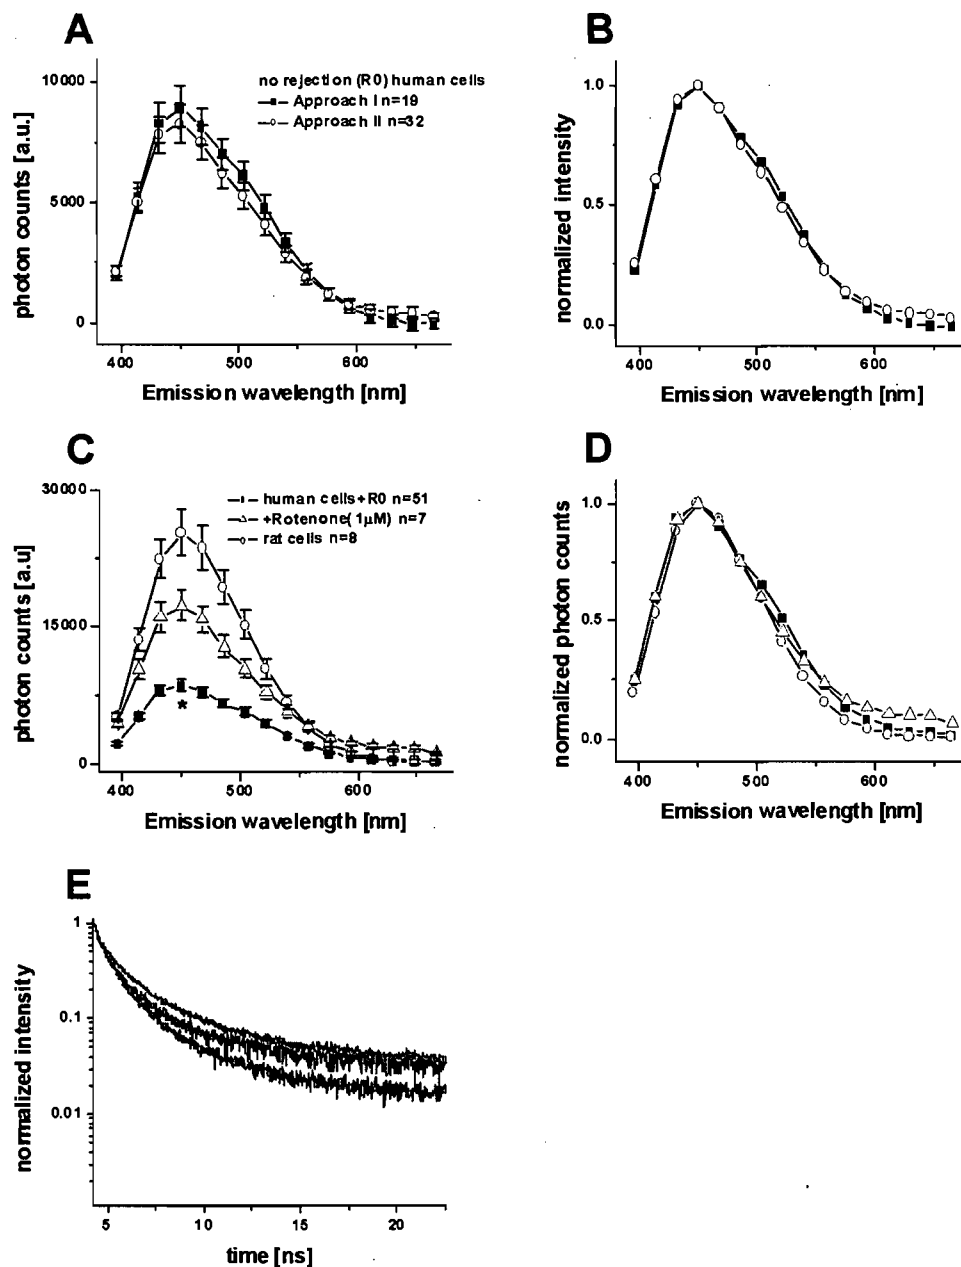 A
no rejection (R0) human cells
Approach I n=19
Approach II n=32
10000
5000
0
photon counts [a.u.]
400
500
600
Emission wavelength [nm]
B
1.0
0.5
0.0
normalized intensity
400
500
600
Emission wavelength [nm]
C
human cells+R0 n=51
+Rotenone(1µM) n=7
rat cells n=8
30000
15000
0
photon counts [a.u]
*
400
500
600
Emission wavelength [nm]
D
1.0
0.5
0.0
normalized photon counts
400
500
600
Emission wavelength [nm]
E
1
0.1
0.01
normalized intensity
5
10
15
20
time [ns]